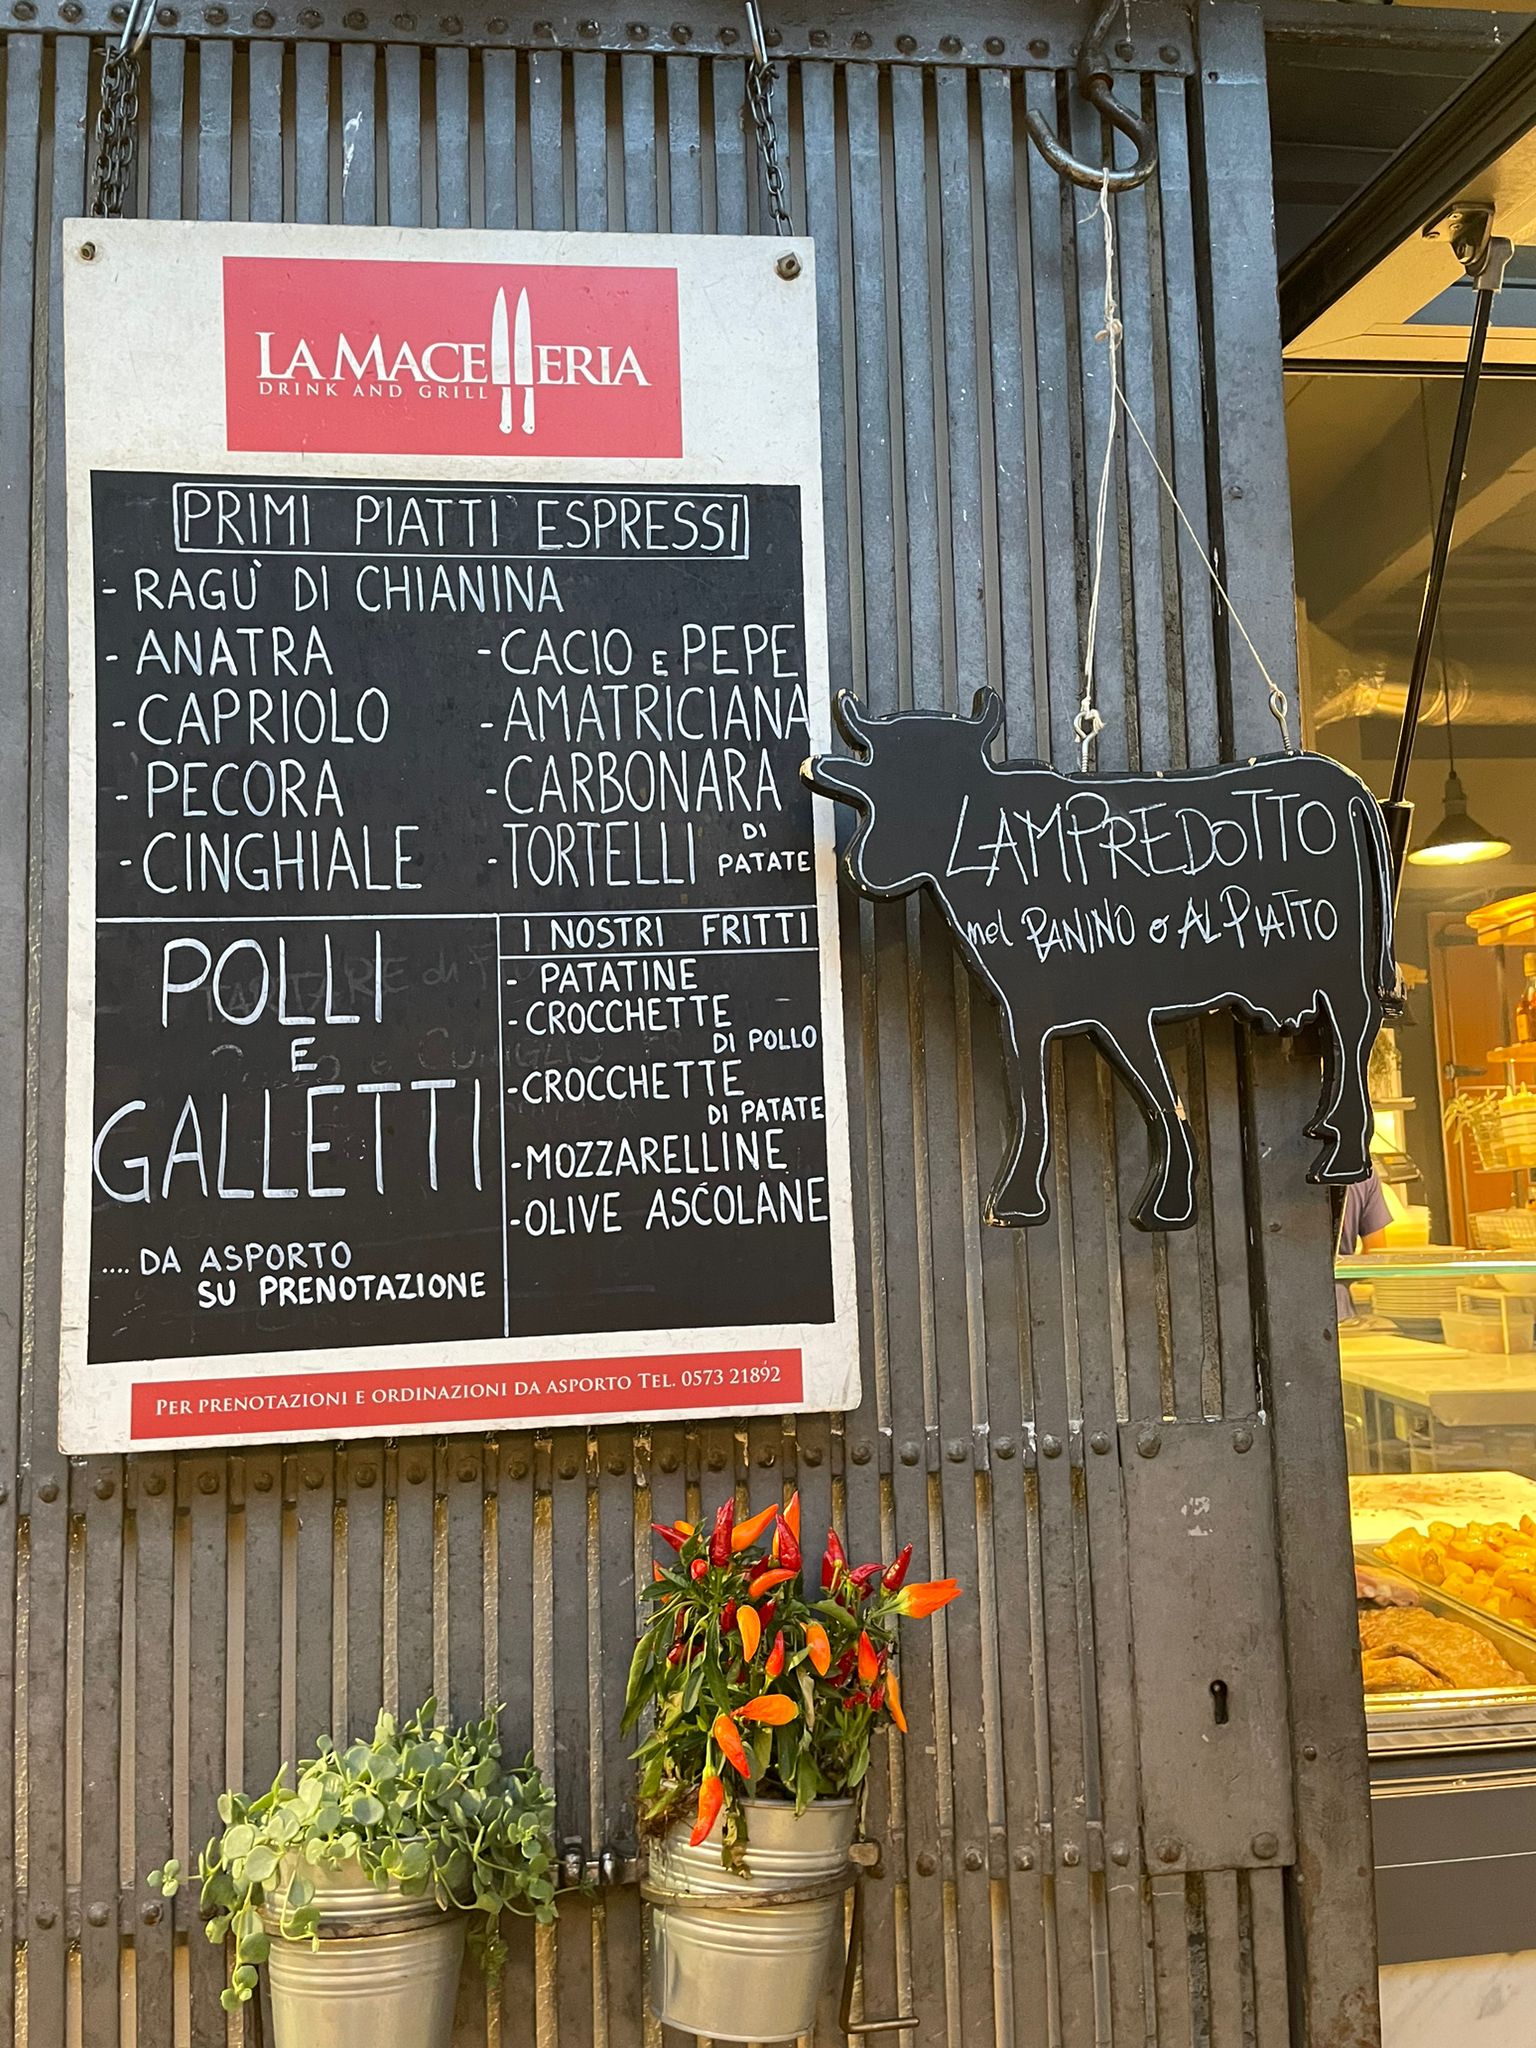 LA MACELLERIA
DRINK AND GRILL
PRIMI PIATTI ESPRESSI
- RAGÙ DI CHIANINA
- ANATRA
- CAPRIOLO
- PECORA
- CINGHIALE
- CACIO E PEPE
- AMATRICIANA
- CARBONARA
- TORTELLI DI
PATATE
POLLI
E
GALLETTI
.... DA ASPORTO
SU PRENOTAZIONE
I NOSTRI FRITTI
- PATATINE
- CROCCHETTE
DI POLLO
- CROCCHETTE
DI PATATE
- MOZZARELLINE
- OLIVE ASCOLANE
PER PRENOTAZIONI E ORDINAZIONI DA ASPORTO TEL. 0573 21892
LAMPREDOTTO
nel PANINO o AL PIATTO